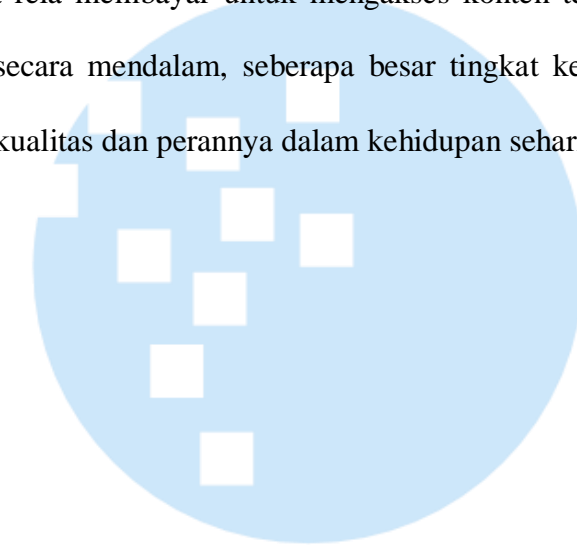 rela membayar untuk mengakses konten
secara mendalam, seberapa besar tingkat
kualitas dan perannya dalam kehidupan